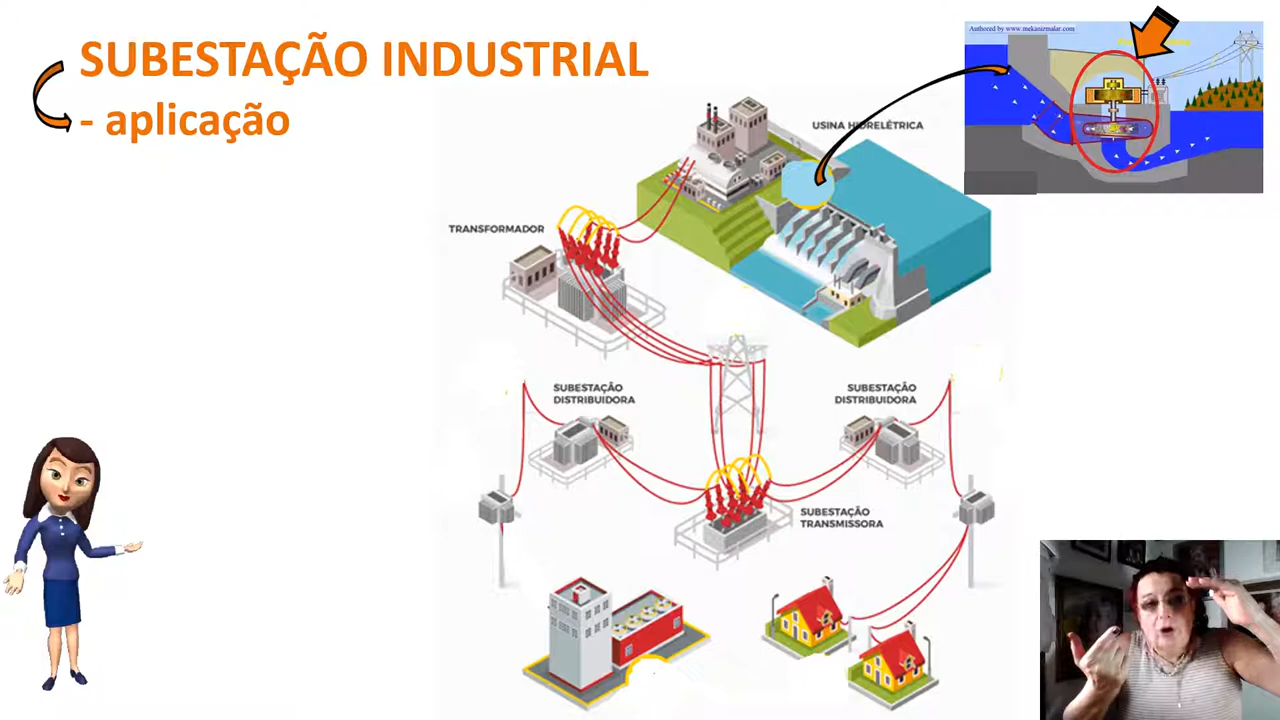 SUBESTAÇÃO INDUSTRIAL
- aplicação
Authored by www.mekanizmalar.com
USINA HIDRELÉTRICA
TRANSFORMADOR
SUBESTAÇÃO
DISTRIBUIDORA
SUBESTAÇÃO
DISTRIBUIDORA
SUBESTAÇÃO
TRANSMISSORA